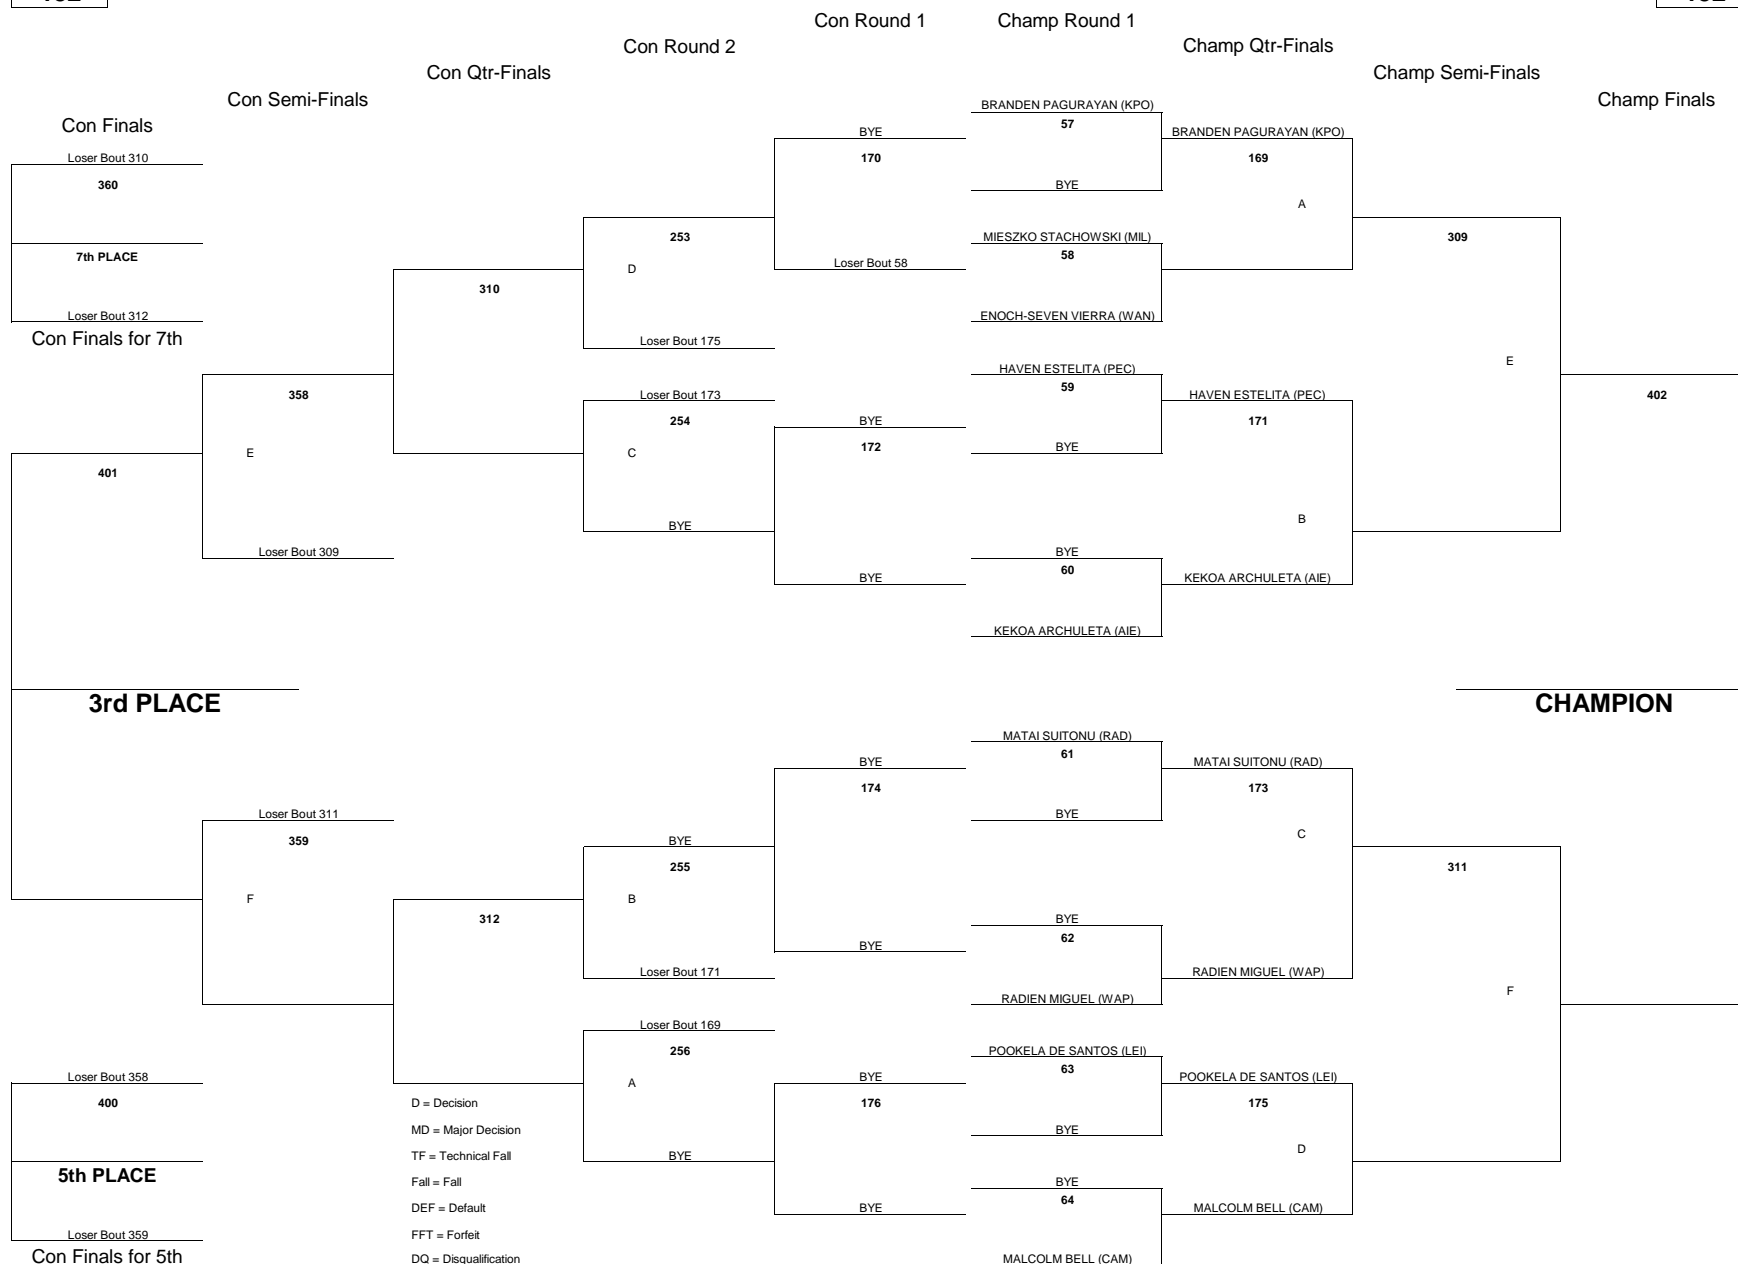 Con Round 1
Champ Round 1
Con Round 2
Champ Qtr-Finals
Con Qtr-Finals
Champ Semi-Finals
Con Semi-Finals
Champ Finals
Con Finals
BRANDEN PAGURAYAN (KPO)
57
BYE
BRANDEN PAGURAYAN (KPO)
Loser Bout 310
170
169
360
BYE
A
253
MIESZKO STACHOWSKI (MIL)
309
7th PLACE
58
D
Loser Bout 58
310
Loser Bout 312
ENOCH-SEVEN VIERRA (WAN)
Con Finals for 7th
Loser Bout 175
E
HAVEN ESTELITA (PEC)
59
358
Loser Bout 173
HAVEN ESTELITA (PEC)
402
254
BYE
171
172
BYE
E
C
401
B
BYE
Loser Bout 309
BYE
60
BYE
KEKOA ARCHULETA (AIE)
KEKOA ARCHULETA (AIE)
3rd PLACE
CHAMPION
MATAI SUITONU (RAD)
61
BYE
MATAI SUITONU (RAD)
174
173
Loser Bout 311
BYE
C
359
BYE
255
311
F
B
312
BYE
62
BYE
Loser Bout 171
RADIEN MIGUEL (WAP)
F
RADIEN MIGUEL (WAP)
Loser Bout 169
256
POOKELA DE SANTOS (LEI)
63
Loser Bout 358
A
BYE
POOKELA DE SANTOS (LEI)
400
D = Decision
176
175
MD = Major Decision
BYE
D
TF = Technical Fall
BYE
5th PLACE
Fall = Fall
BYE
64
DEF = Default
BYE
MALCOLM BELL (CAM)
Loser Bout 359
FFT = Forfeit
Con Finals for 5th
DQ = Disqualification
MALCOLM BELL (CAM)